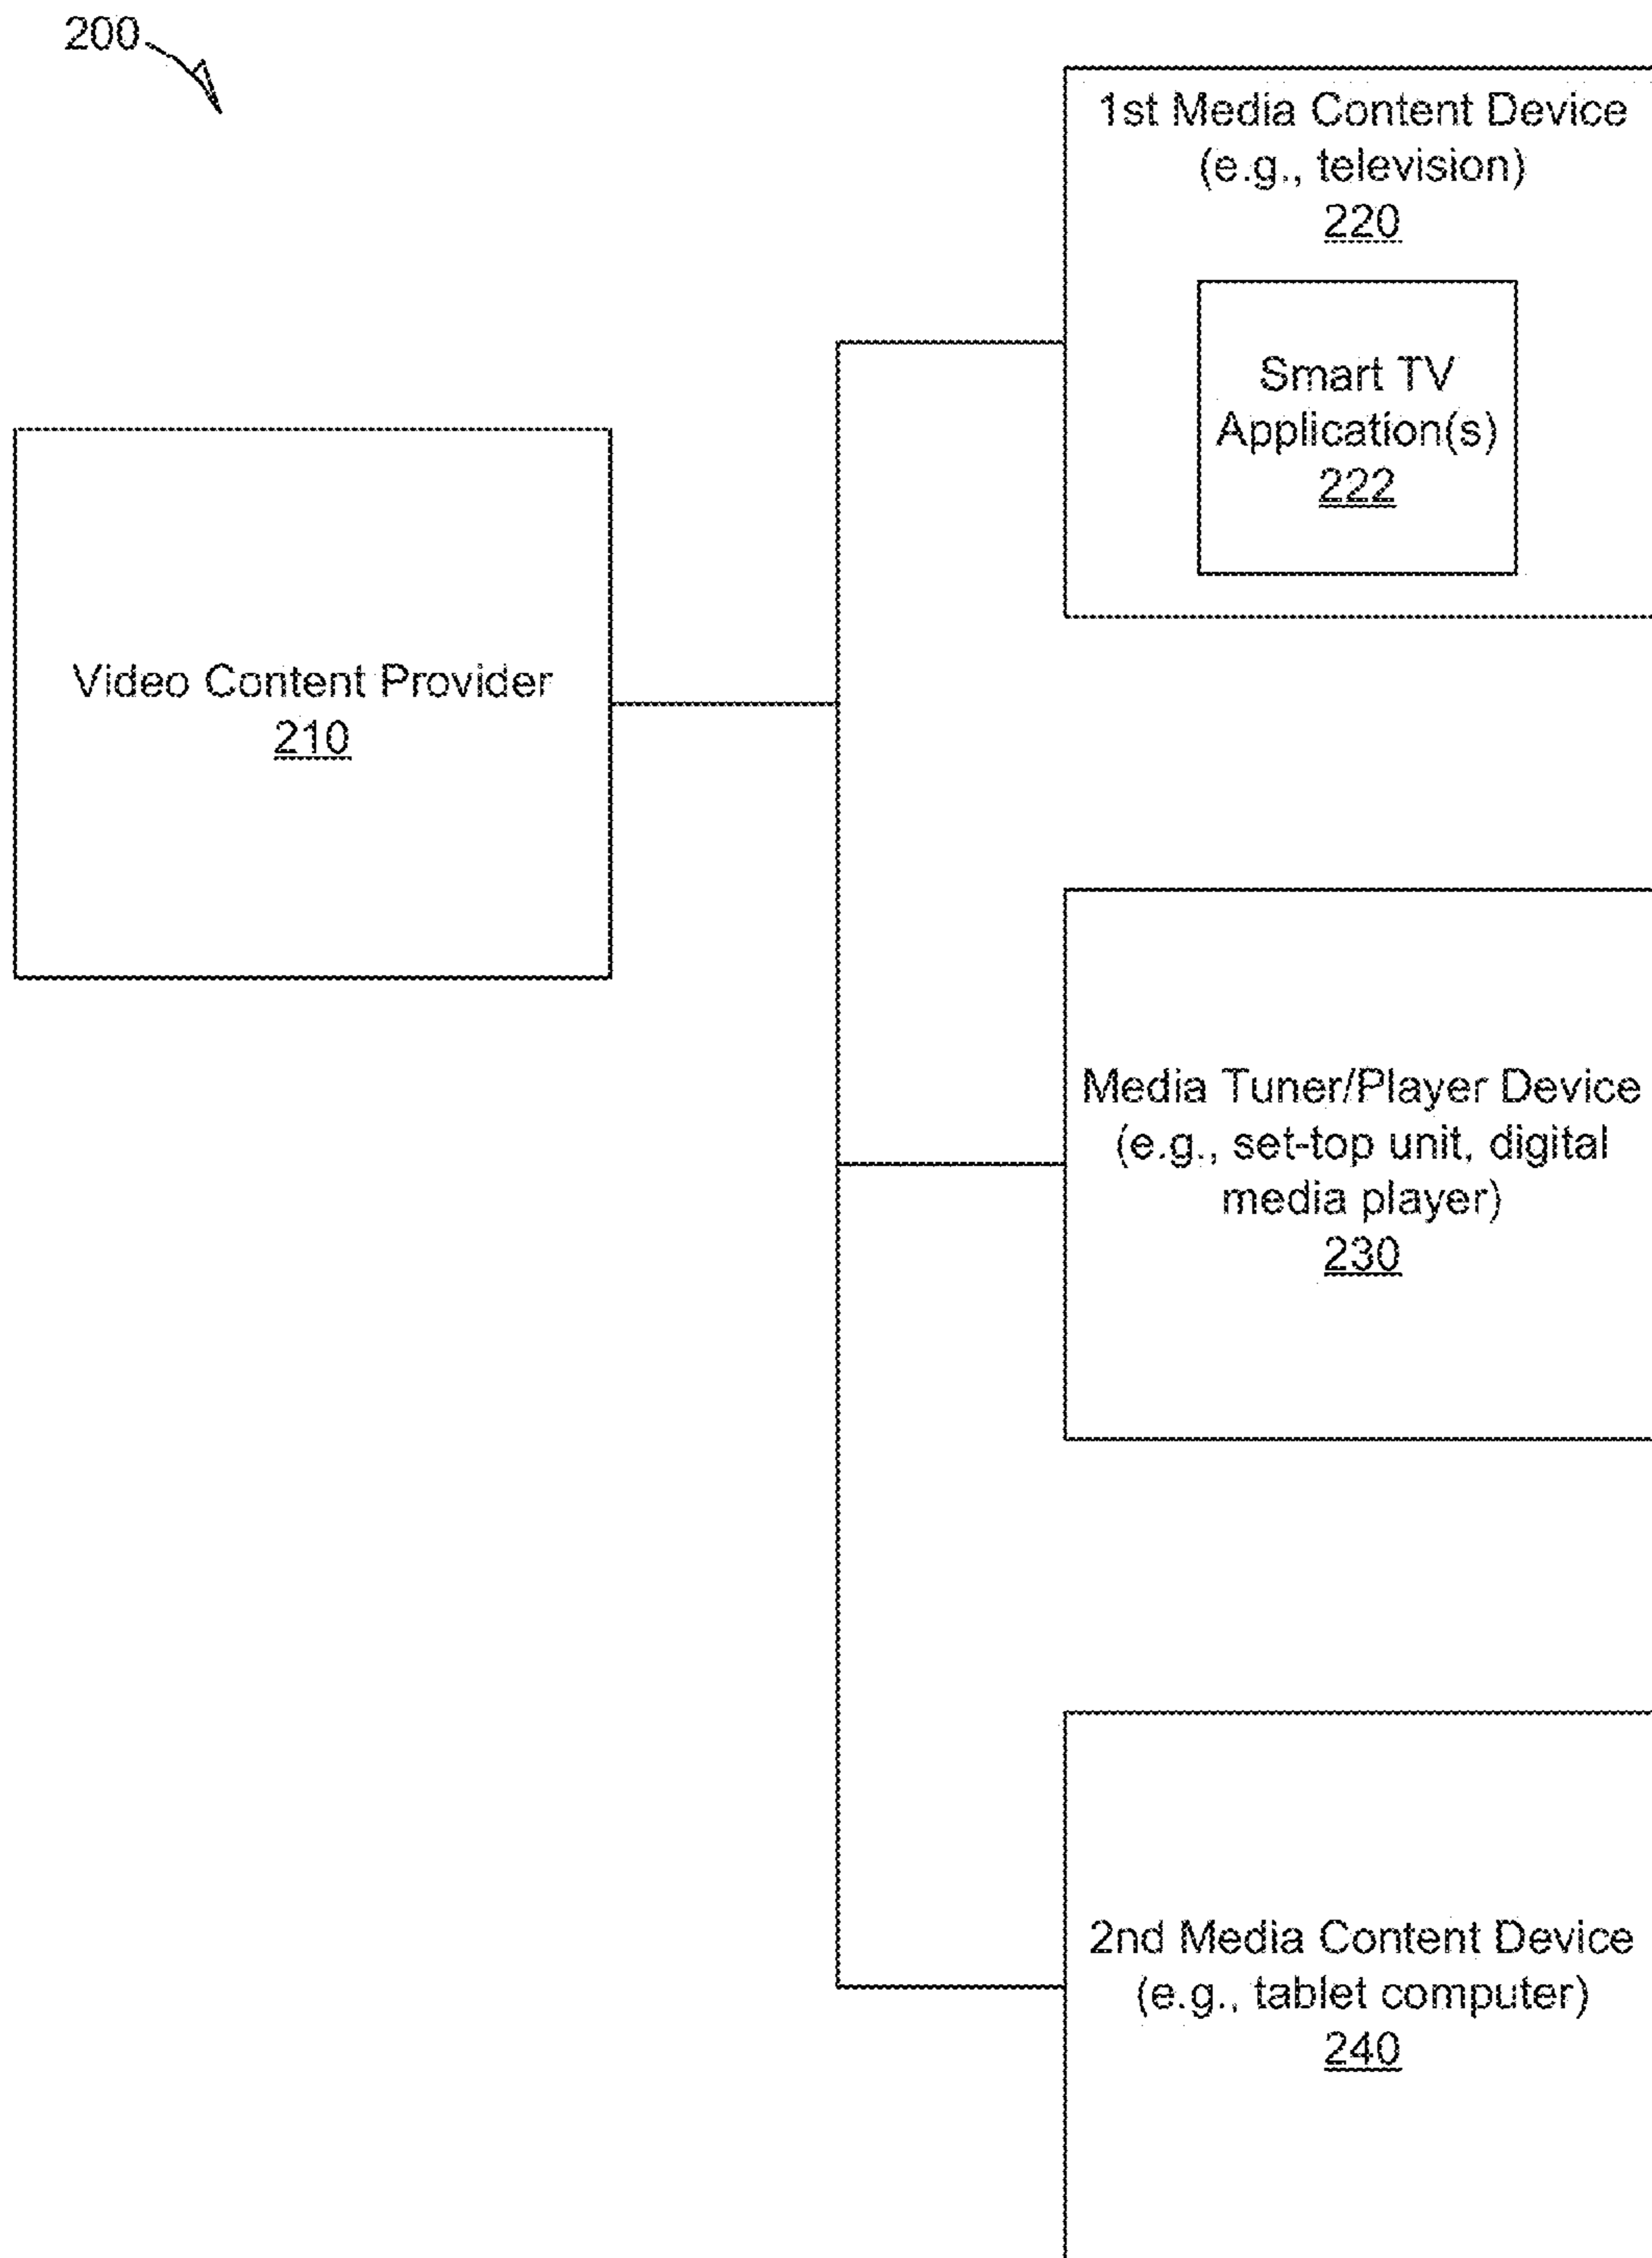 200
1st Media Content Device
(e.g., television)
220
Smart TV
Application(s)
222
Video Content Provider
210
Media Tuner/Player Device
(e.g., set-top unit, digital
media player)
230
2nd Media Content Device
(e.g., tablet computer)
240